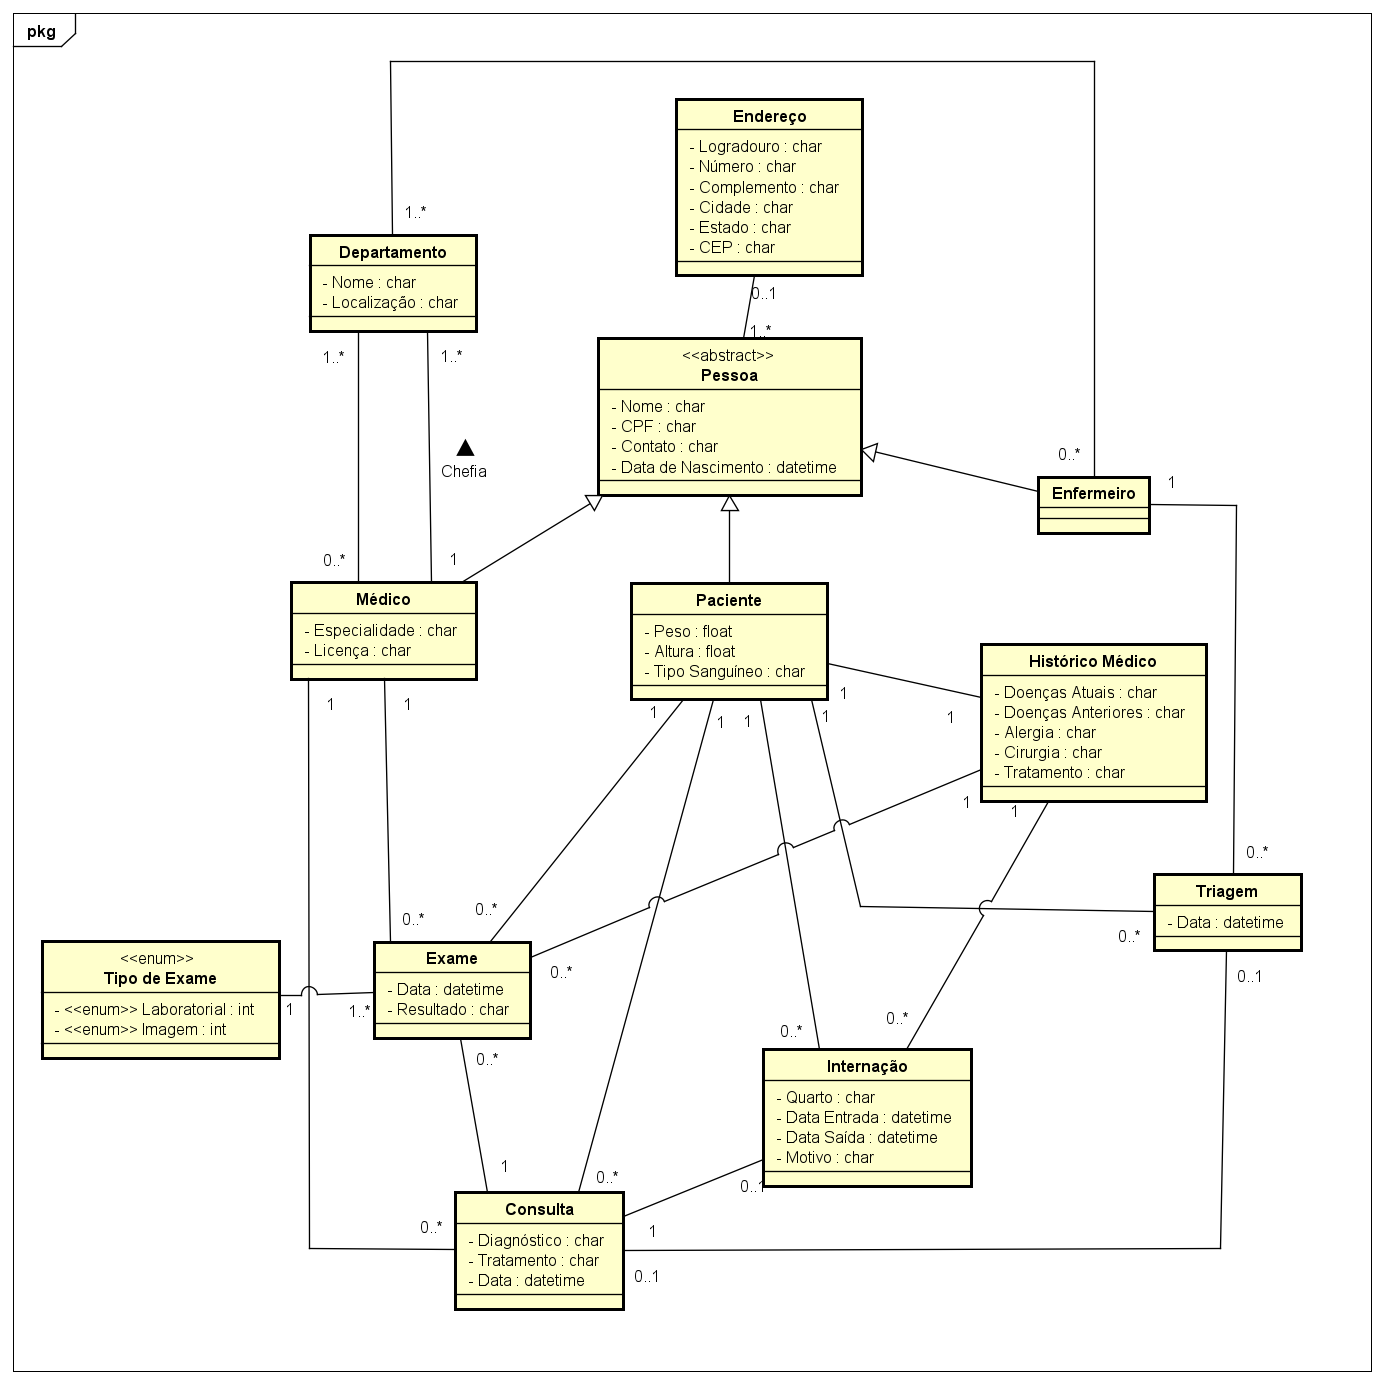 pkg
Endereço
- Logradouro : char
- Número : char
- Complemento : char
- Cidade : char
- Estado : char
- CEP : char
0..1
1..*
1..*
Departamento
- Nome : char
- Localização : char
1..*
1..*
<<abstract>>
Pessoa
- Nome : char
- CPF : char
- Contato : char
- Data de Nascimento : datetime
Chefia
0..*
1
Enfermeiro
0..*
1
Médico
- Especialidade : char
- Licença : char
1
1
Paciente
- Peso : float
- Altura : float
- Tipo Sanguíneo : char
1
1
1
1
1
1
Histórico Médico
- Doenças Atuais : char
- Doenças Anteriores : char
- Alergia : char
- Cirurgia : char
- Tratamento : char
1
1
0..*
Triagem
- Data : datetime
0..*
0..1
0..*
0..*
<<enum>>
Tipo de Exame
- <<enum>> Laboratorial : int
- <<enum>> Imagem : int
1
1..*
Exame
- Data : datetime
- Resultado : char
0..*
0..*
0..*
0..*
Internação
- Quarto : char
- Data Entrada : datetime
- Data Saída : datetime
- Motivo : char
0..1
1
0..*
0..*
Consulta
- Diagnóstico : char
- Tratamento : char
- Data : datetime
1
0..1